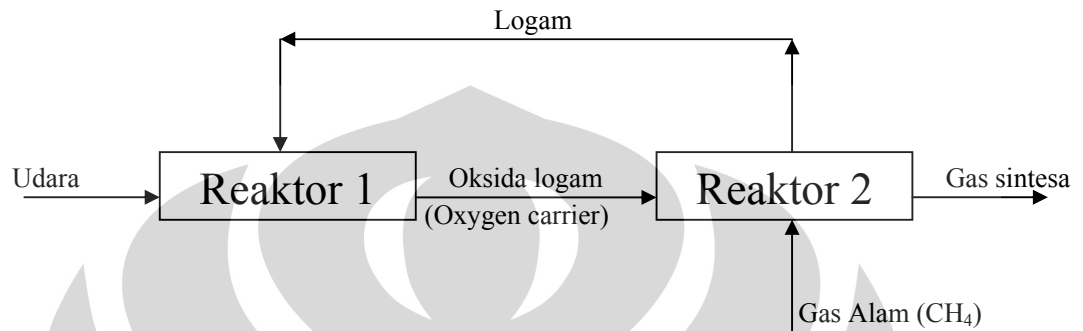 Logam
Udara
Reaktor 1
Oksida logam
(Oxygen carrier)
Reaktor 2
Gas sintesa
Gas Alam (CH₄)